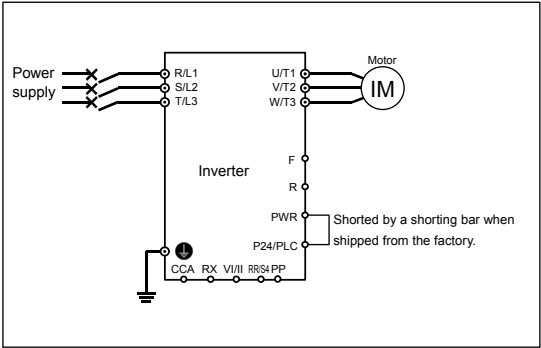 Motor
Power supply
R/L1
S/L2
T/L3
U/T1
V/T2
W/T3
IM
Inverter
F
R
PWR
P24/PLC
Shorted by a shorting bar when
shipped from the factory.
CCA RX VI/II RR/S4 PP